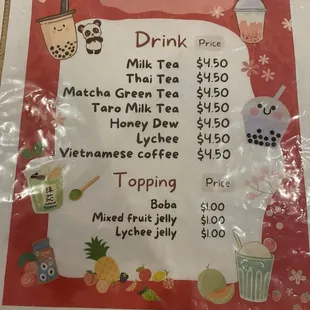 Drink Price
Milk Tea $4.50
Thai Tea $4.50
Matcha Green Tea $4.50
Taro Milk Tea $4.50
Honey Dew $4.50
Lychee $4.50
Vietnamese coffee $4.50
Topping Price
Boba $1.00
Mixed fruit jelly $1.00
Lychee jelly $1.00